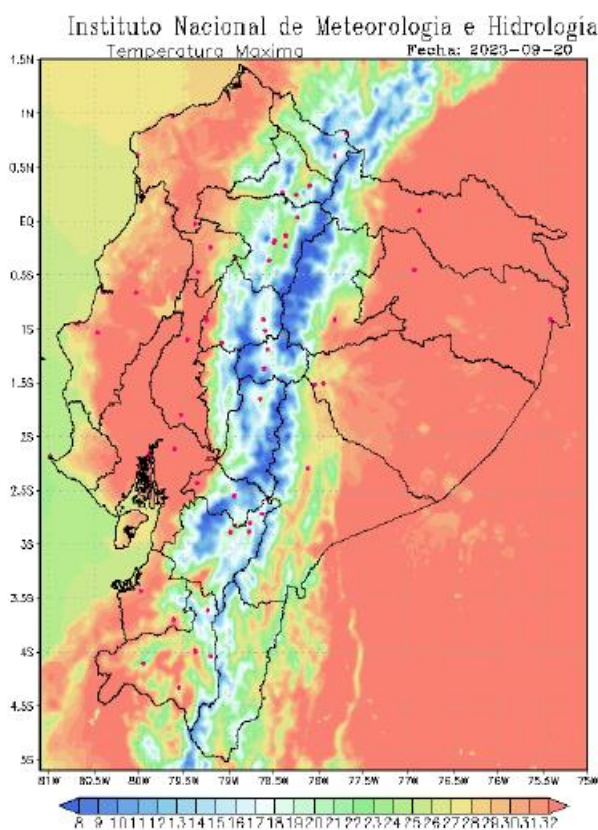 Instituto Nacional de Meteorologia e Hidrología
Temperatura Maxima Fecha: 2023-09-20
1.5N
1N
0.5N
EQ
0.5S
1S
1.5S
2S
2.5S
3S
3.5S
4S
4.5S
5S
81W 80.5W 80W 79.5W 79W 78.5W 78W 77.5W 77W 76.5W 76W 75.5W 75W
8 9 10 11 12 13 14 15 16 17 18 19 20 21 22 23 24 25 26 27 28 29 30 31 32